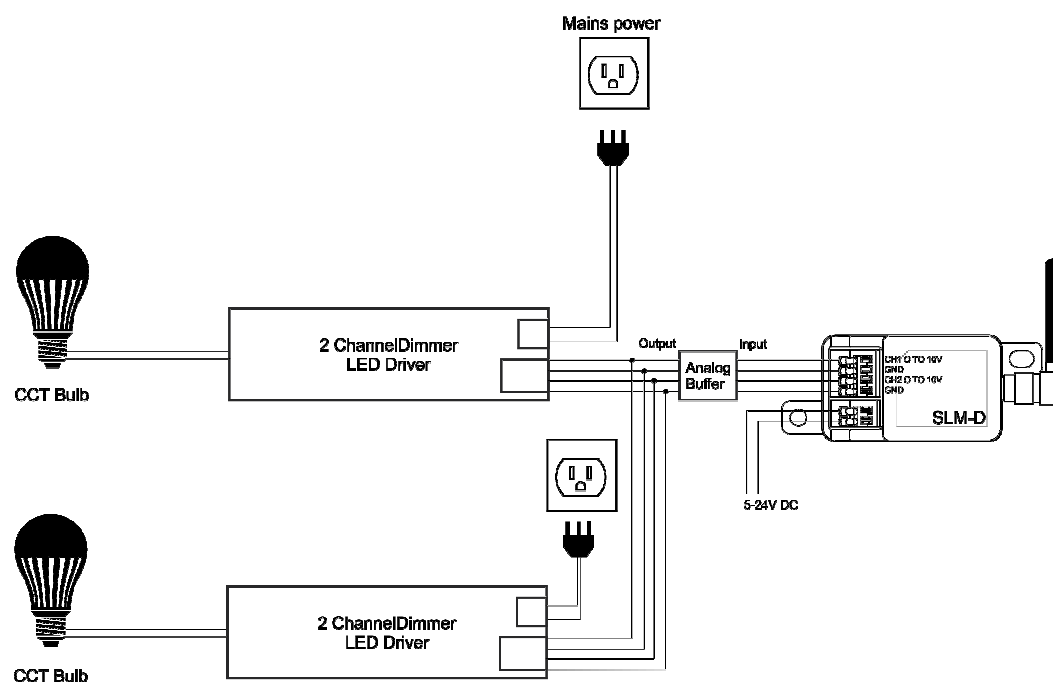 Mains power
2 ChannelDimmer
LED Driver
CCT Bulb
Output
Input
Analog
Buffer
CH1 0 TO 10V
GND
CH2 0 TO 10V
GND
SLM-D
5-24V DC
2 ChannelDimmer
LED Driver
CCT Bulb